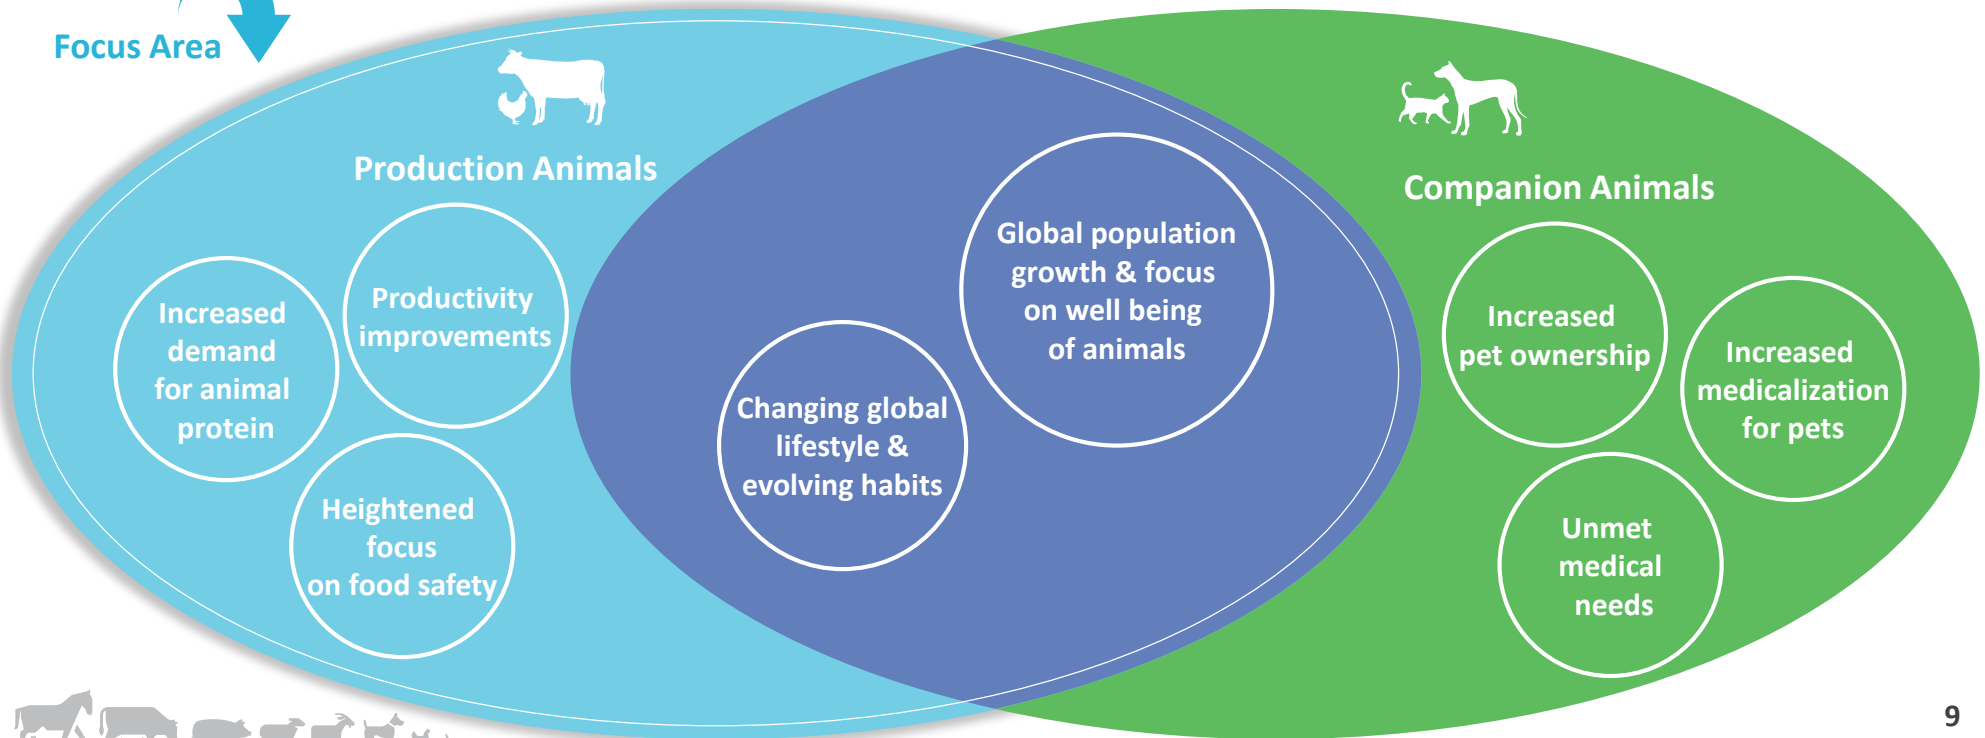 Focus Area
Production Animals
Increased
demand
for animal
protein
Productivity
improvements
Heightened
focus
on food safety
Changing global
lifestyle &
evolving habits
Global population
growth & focus
on well being
of animals
Companion Animals
Increased
pet ownership
Increased
medicalization
for pets
Unmet
medical
needs
9